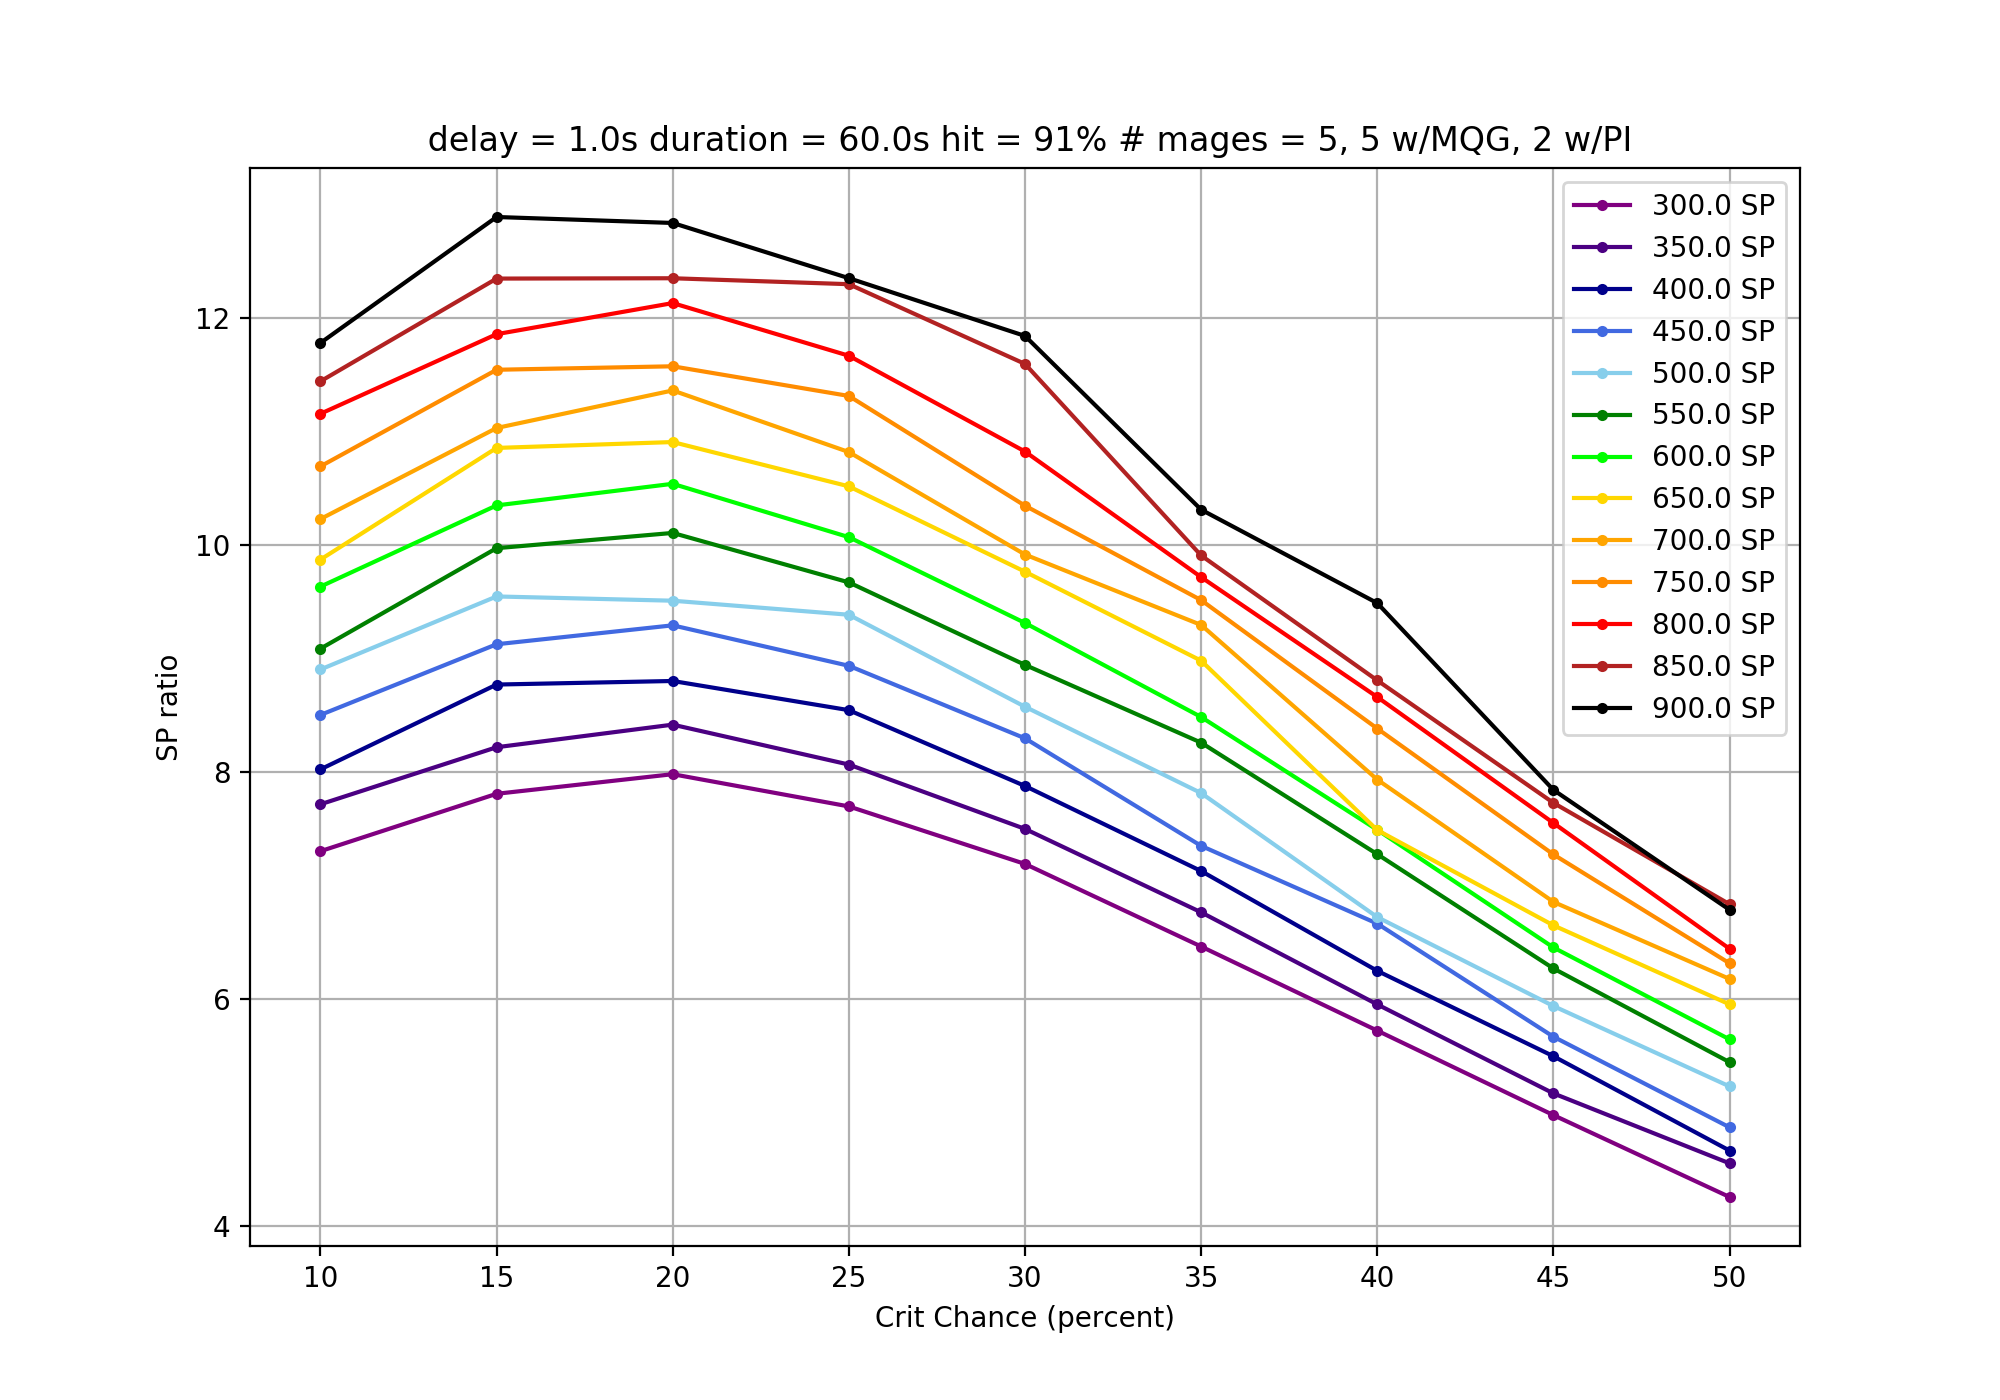 delay = 1.0s duration = 60.0s hit = 91% # mages = 5, 5 w/MQG, 2 w/PI
300.0 SP
350.0 SP
400.0 SP
450.0 SP
500.0 SP
550.0 SP
600.0 SP
650.0 SP
700.0 SP
750.0 SP
800.0 SP
850.0 SP
900.0 SP
12
10
8
6
4
SP ratio
10 15 20 25 30 35 40 45 50
Crit Chance (percent)